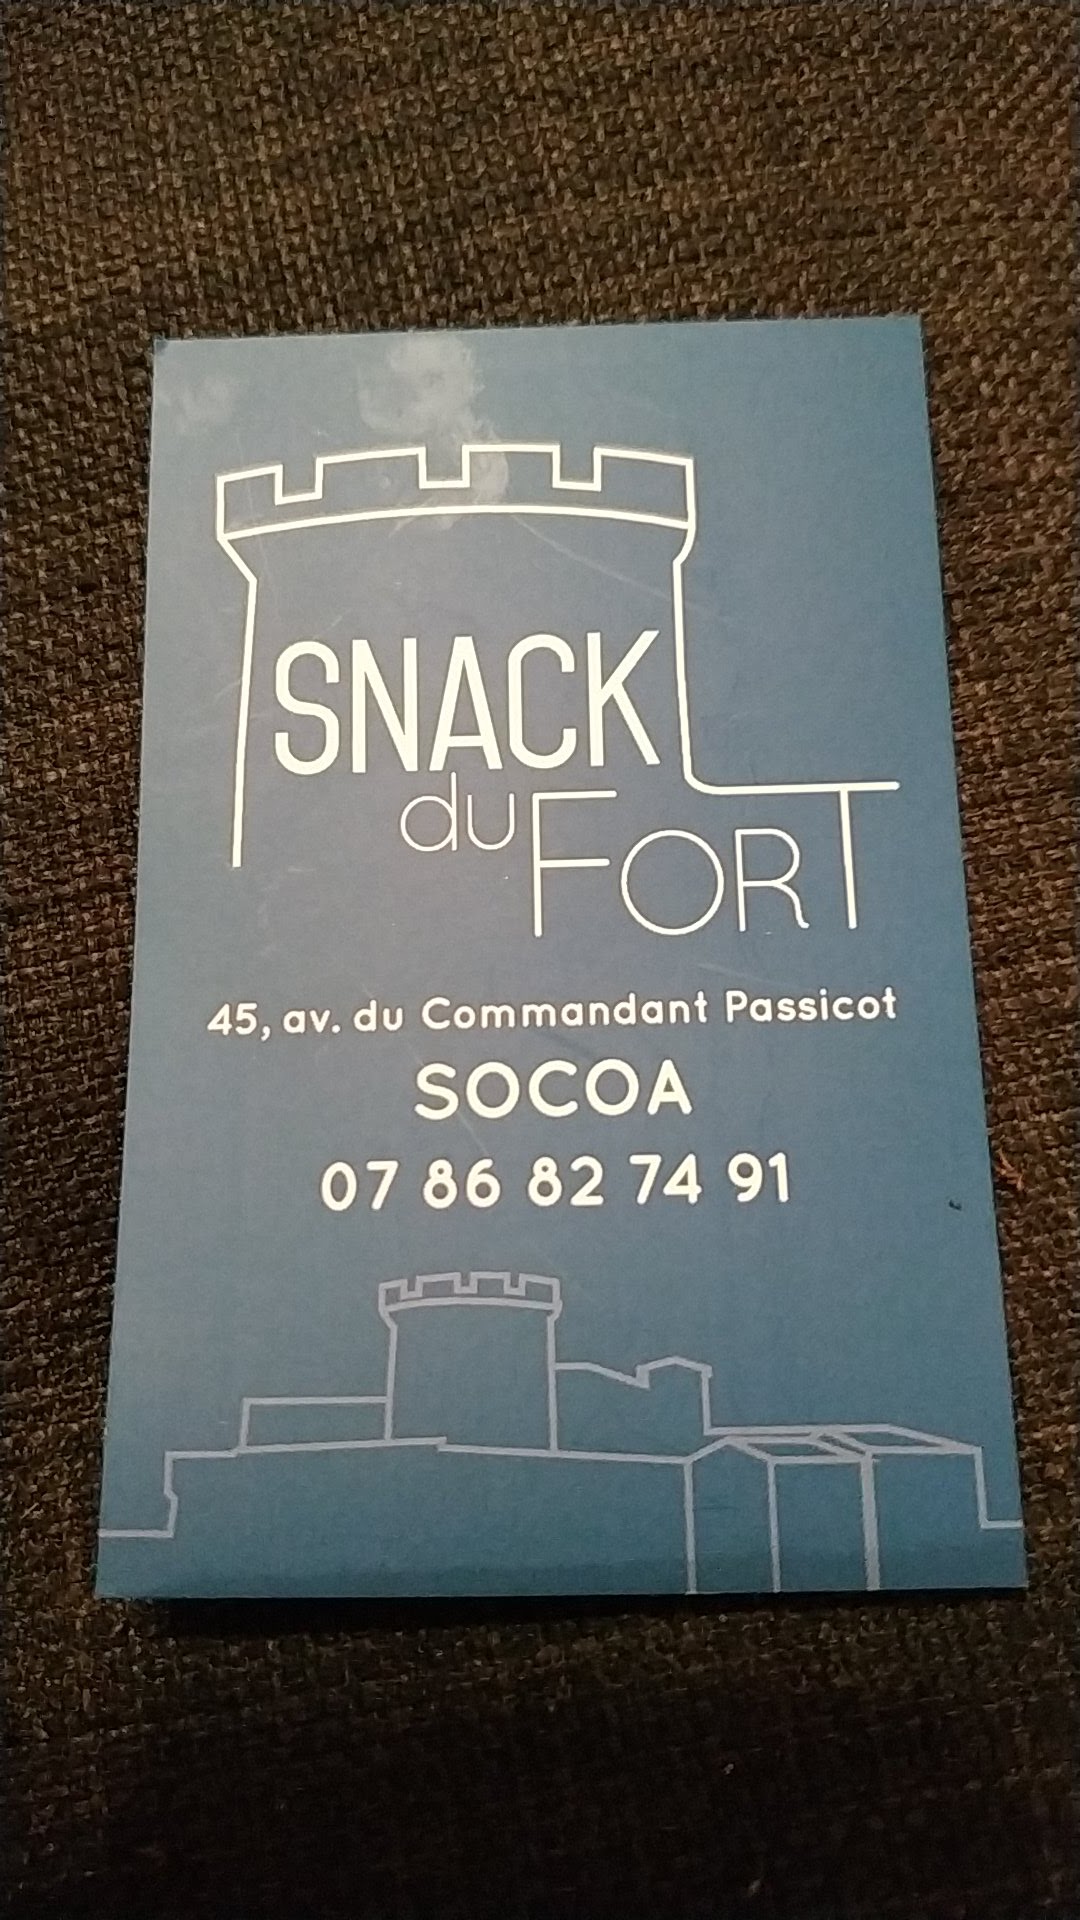 SNACK
du FORT
45, av. du Commandant Passicot
SOCOA
07 86 82 74 91